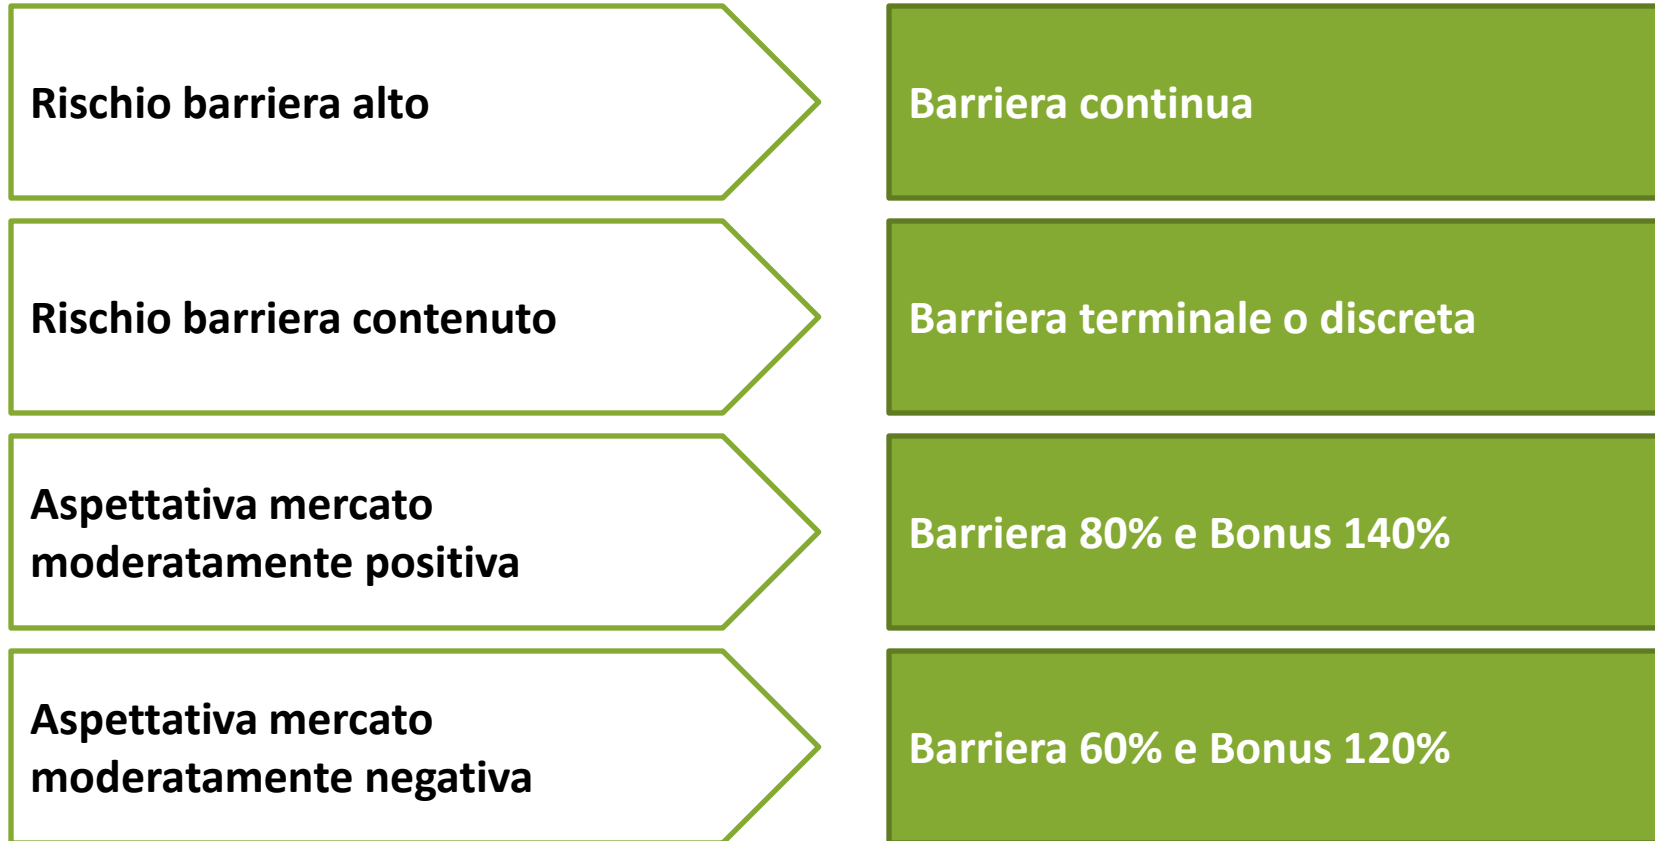 Rischio barriera alto
Barriera continua
Rischio barriera contenuto
Barriera terminale o discreta
Aspettativa mercato
moderatamente positiva
Barriera 80% e Bonus 140%
Aspettativa mercato
moderatamente negativa
Barriera 60% e Bonus 120%